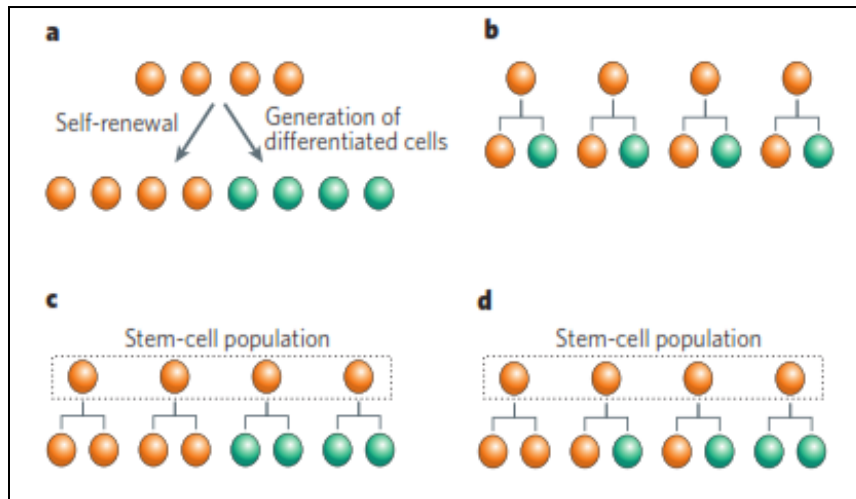 a
Self-renewal
Generation of
differentiated cells
b
c
Stem-cell population
d
Stem-cell population